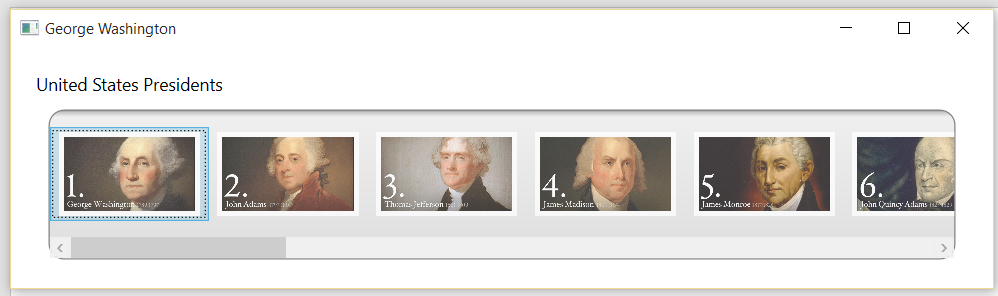 George Washington
United States Presidents
1.
George Washington
2.
John Adams
3.
Thomas Jefferson
4.
James Madison
5.
James Monroe
6.
John Quincy Adams